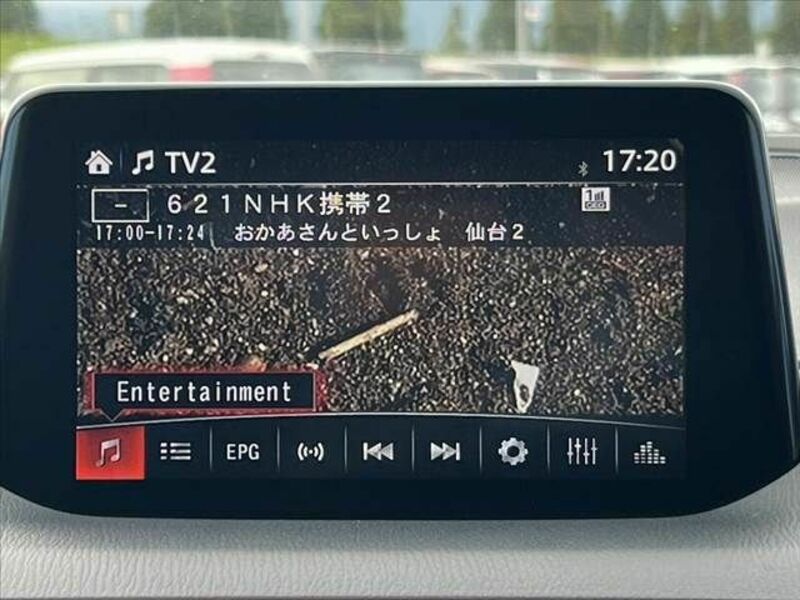 TV2 17:20
－ ６２１ＮＨＫ携帯２
17:00-17:24 おかあさんといっしょ 仙台２
Entertainment
EPG